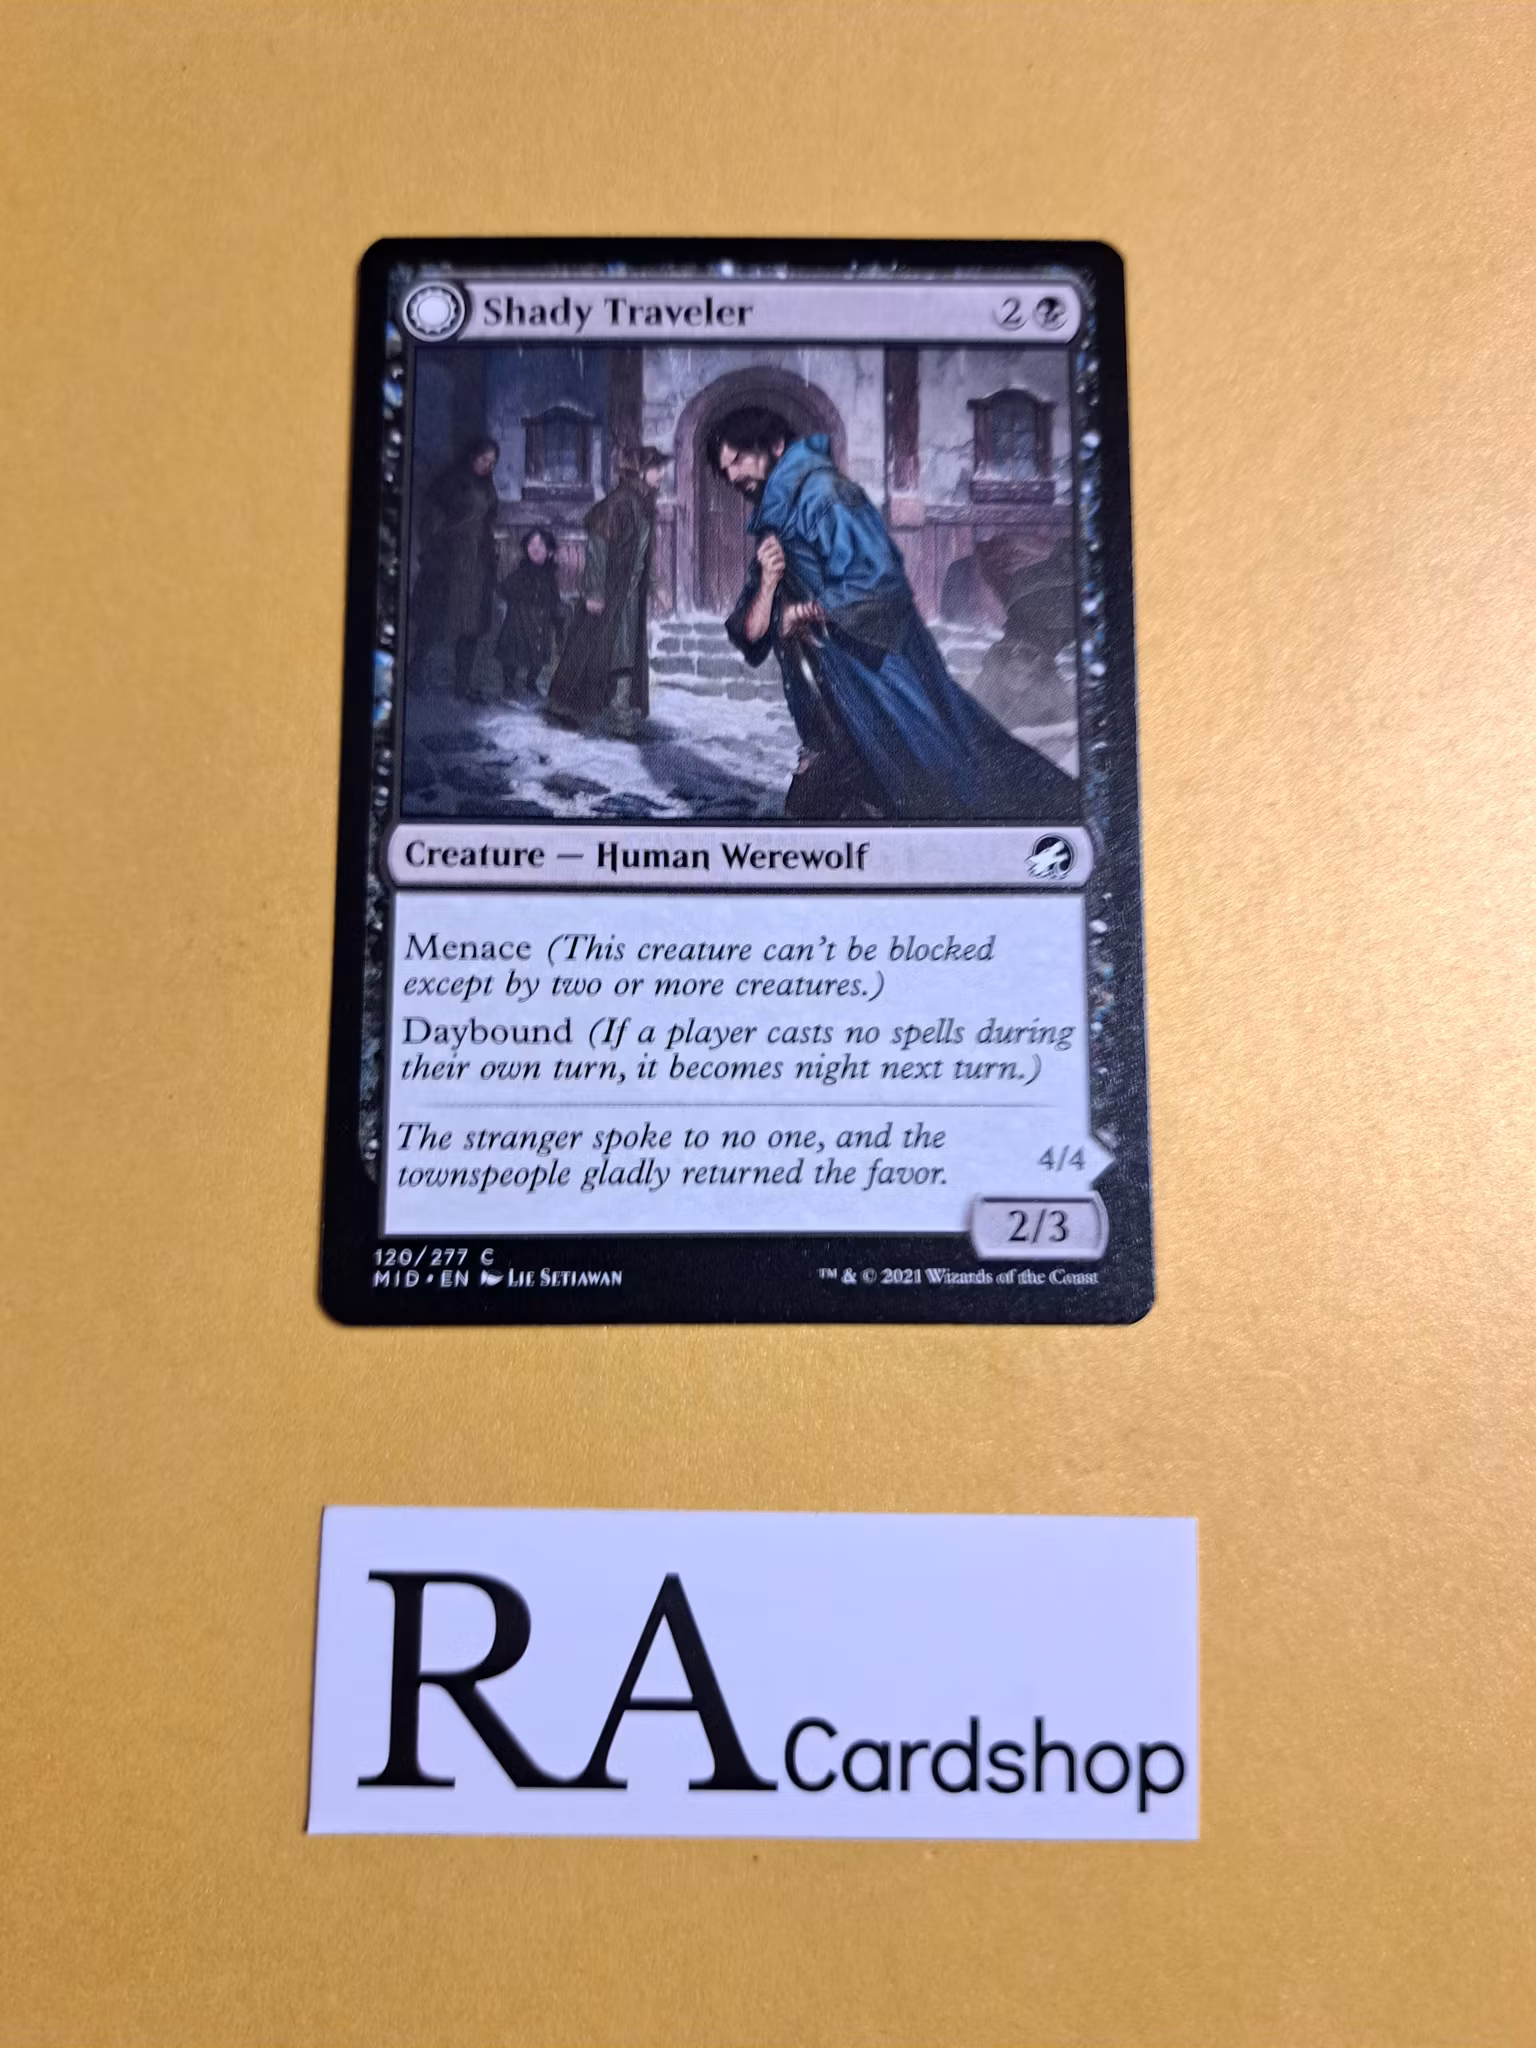 Shady Traveler 2
Creature — Human Werewolf
Menace (This creature can't be blocked
except by two or more creatures.)
Daybound (If a player casts no spells during
their own turn, it becomes night next turn.)
The stranger spoke to no one, and the
townspeople gladly returned the favor.
4/4
2/3
120/277 C
MID • EN Lie Setiawan
™ & © 2021 Wizards of the Coast
RA Cardshop